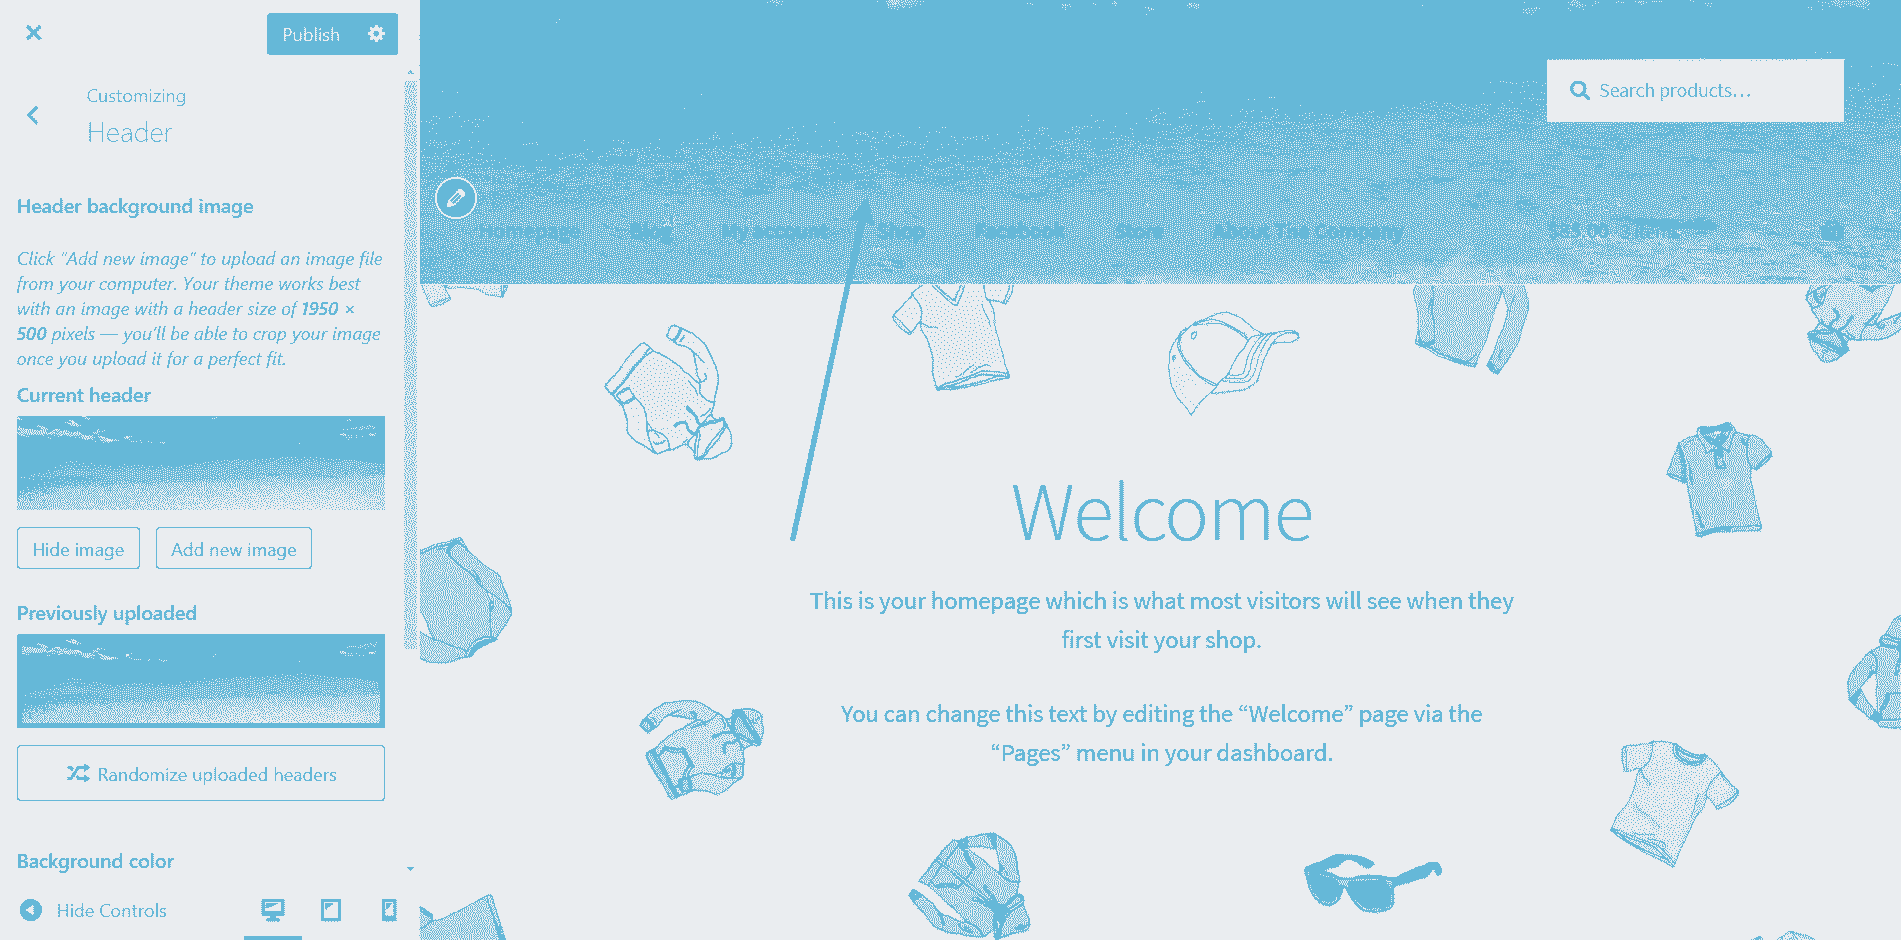 Publish
Customizing
Header
Header background image
Click “Add new image” to upload an image file
from your computer. Your theme works best
with an image with a header size of 1950 ×
500 pixels — you’ll be able to crop your image
once you upload it for a perfect fit.
Current header
Hide image
Add new image
Previously uploaded
Randomize uploaded headers
Background color
Hide Controls
Search products…
Homepage Blog My account Shop Facebook Store About The Company
Welcome
This is your homepage which is what most visitors will see when they
first visit your shop.
You can change this text by editing the “Welcome” page via the
“Pages” menu in your dashboard.